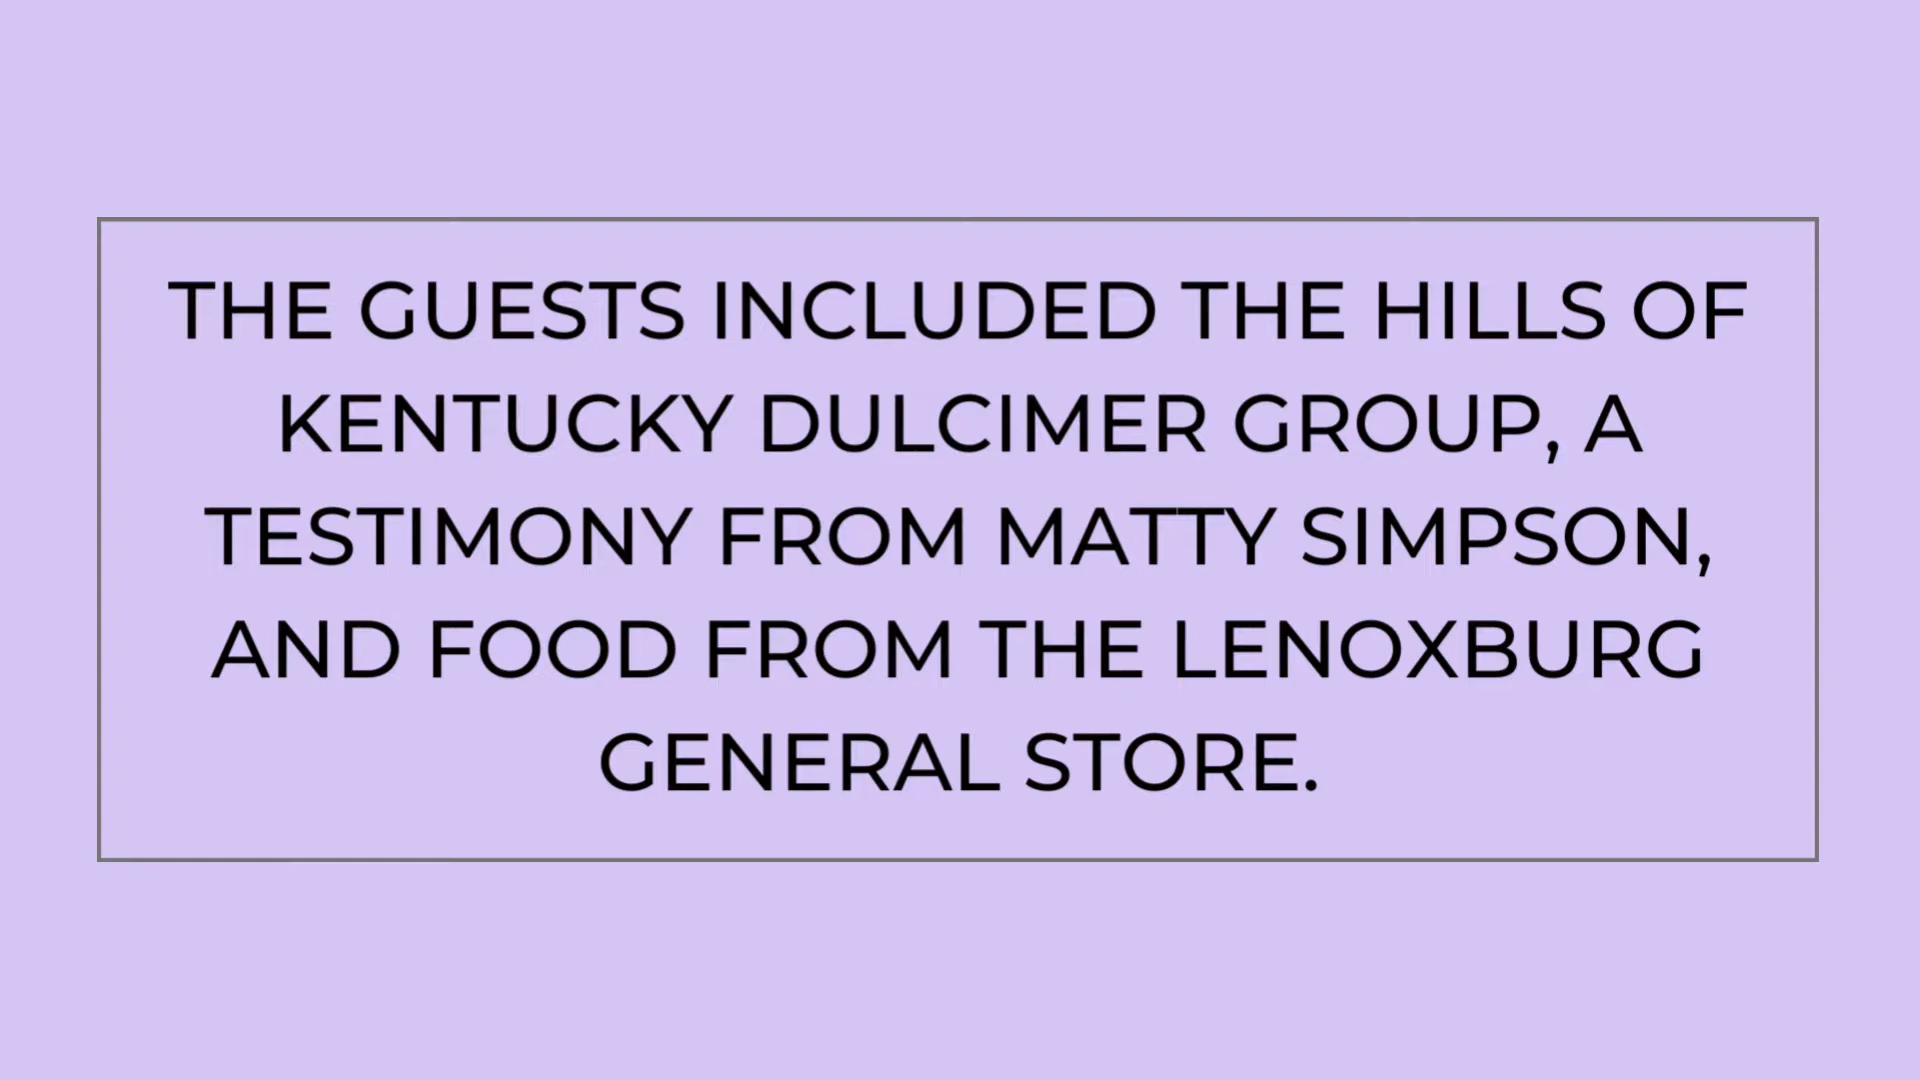 THE GUESTS INCLUDED THE HILLS OF
KENTUCKY DULCIMER GROUP, A
TESTIMONY FROM MATTY SIMPSON,
AND FOOD FROM THE LENOXBURG
GENERAL STORE.